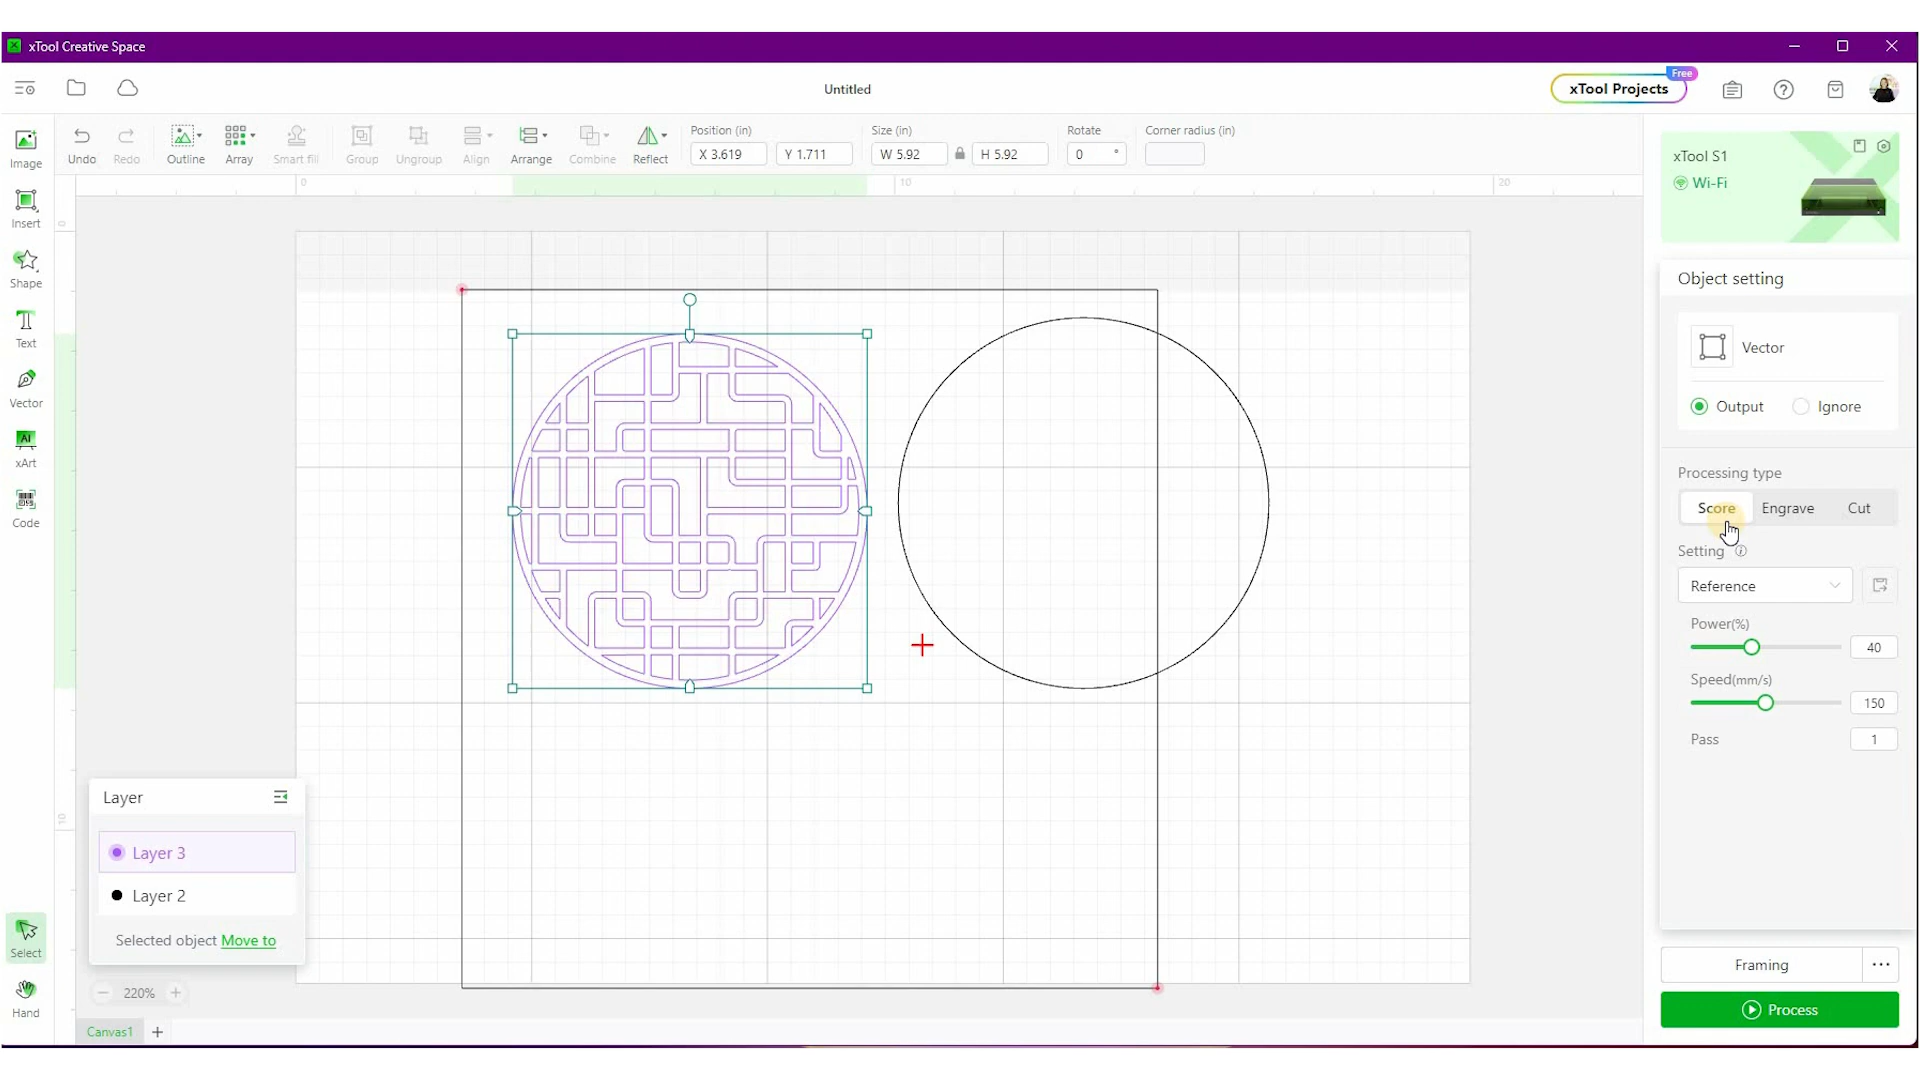 xTool Creative Space
Untitled
xTool Projects
Free
Image
Insert
Shape
Text
Vector
AI
xArt
Code
Select
Hand
Undo
Redo
Outline
Array
Smart fill
Group
Ungroup
Align
Arrange
Combine
Reflect
Position (in)
X 3.619
Y 1.711
Size (in)
W 5.92
H 5.92
Rotate
0 °
Corner radius (in)
0
10
20
0
10
xTool S1
Wi-Fi
Object setting
Vector
Output
Ignore
Processing type
Score
Engrave
Cut
Setting
Reference
Power(%)
40
Speed(mm/s)
150
Pass
1
Framing
Process
Layer
Layer 3
Layer 2
Selected object Move to
220%
Canvas1